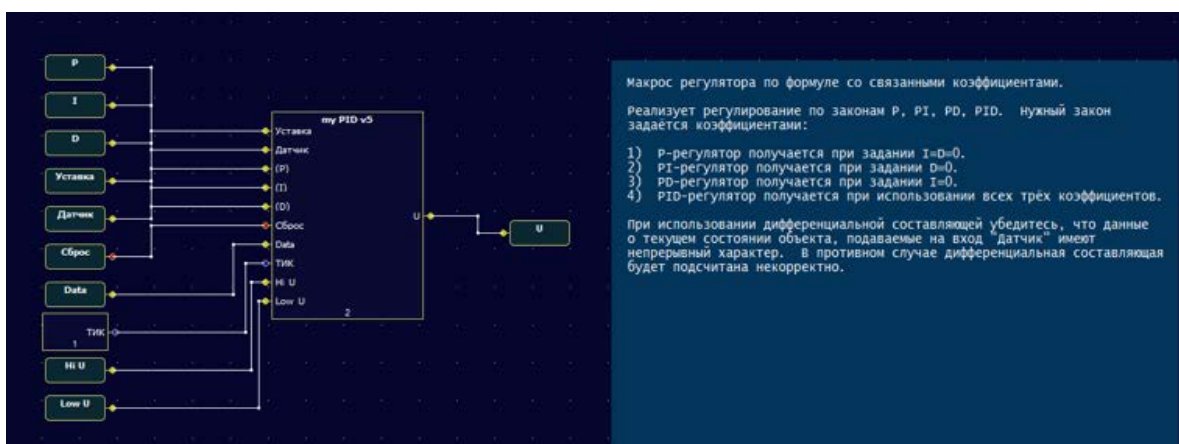 P
I
D
Уставка
Датчик
Сброс
Data
ТИК
1
Hi U
Low U
my PID v5
Уставка
Датчик
(P)
(I)
(D)
Сброс
Data
ТИК
Hi U
Low U
U
2
U
Макрос регулятора по формуле со связанными коэффициентами.
Реализует регулирование по законам P, PI, PD, PID. Нужный закон
задаётся коэффициентами:
1) P-регулятор получается при задании I=D=0.
2) PI-регулятор получается при задании D=0.
3) PD-регулятор получается при задании I=0.
4) PID-регулятор получается при использовании всех трёх коэффициентов.
При использовании дифференциальной составляющей убедитесь, что данные
о текущем состоянии объекта, подаваемые на вход "Датчик" имеют
непрерывный характер. В противном случае дифференциальная составляющая
будет подсчитана некорректно.